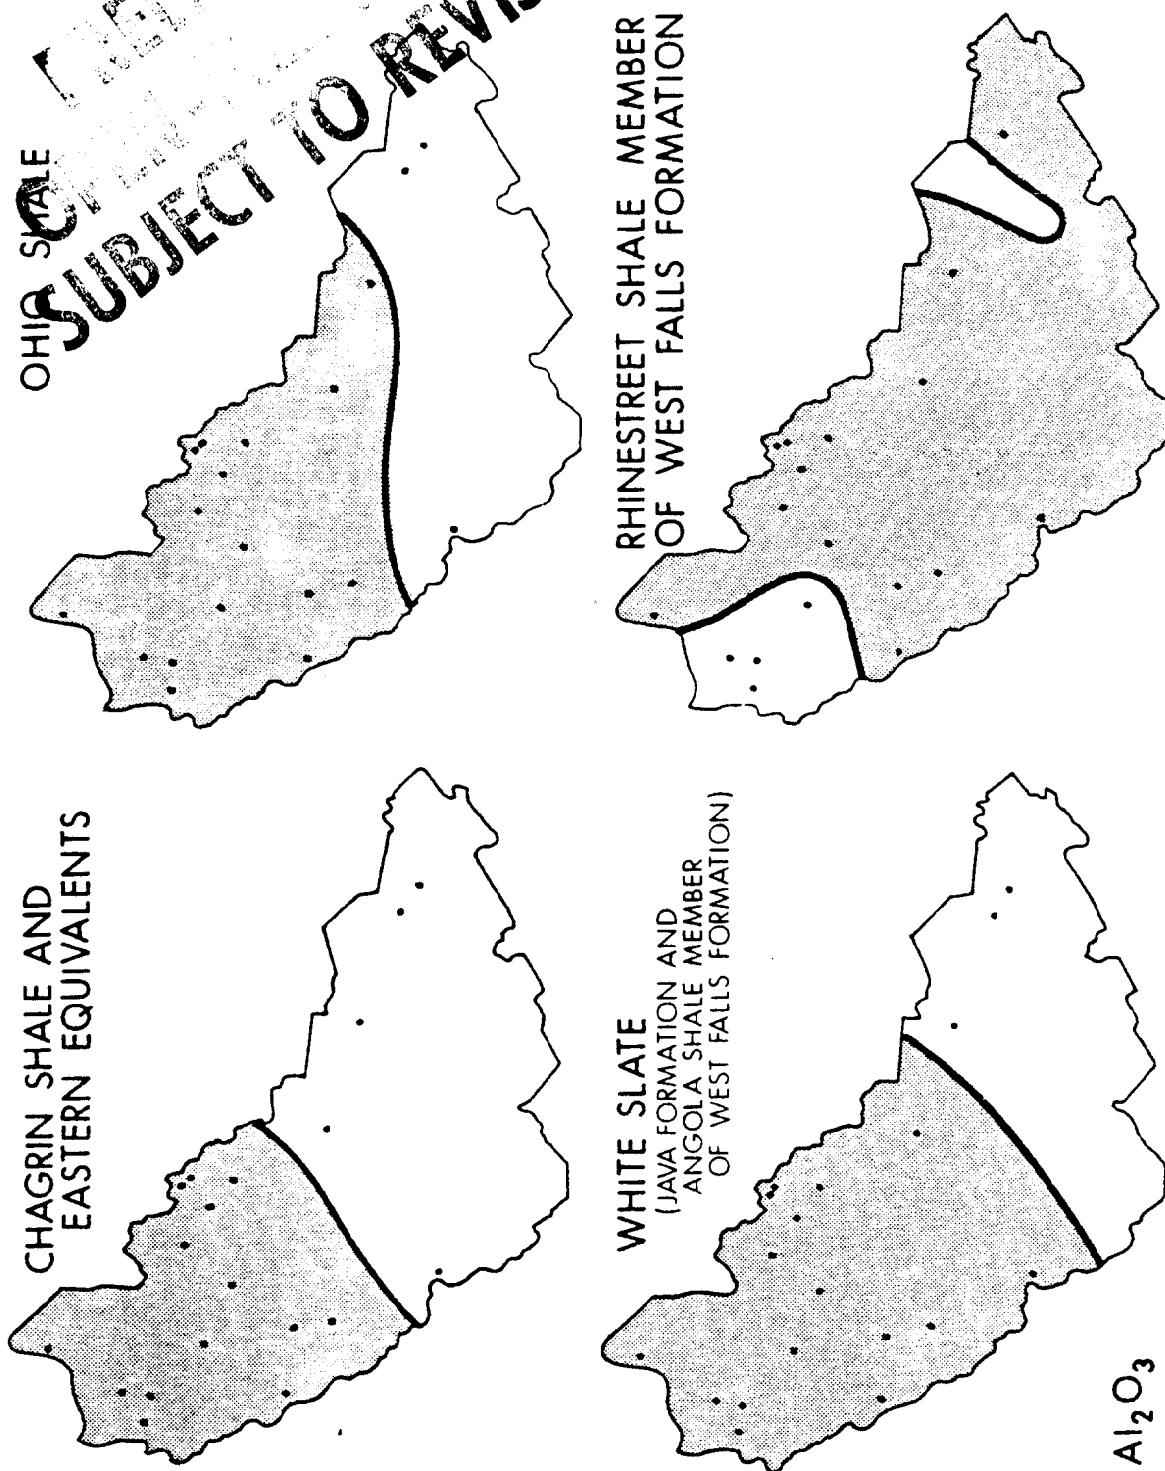 CHAGRIN SHALE AND
EASTERN EQUIVALENTS
OHIO SHALE
SUBJECT TO REVIS
WHITE SLATE
(JAVA FORMATION AND
ANGOLA SHALE MEMBER
OF WEST FALLS FORMATION)
RHINESTREET SHALE MEMBER
OF WEST FALLS FORMATION
Al₂O₃